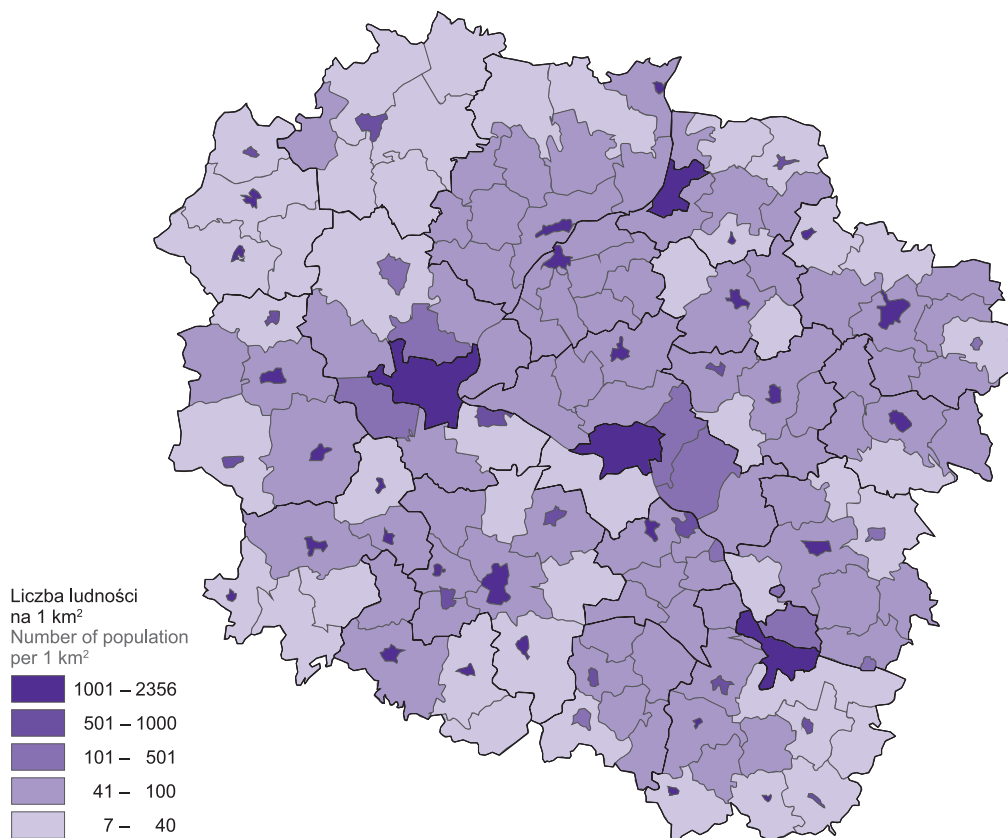 Liczba ludności
na 1 km²
Number of population
per 1 km²
1001 – 2356
501 – 1000
101 – 501
41 – 100
7 – 40